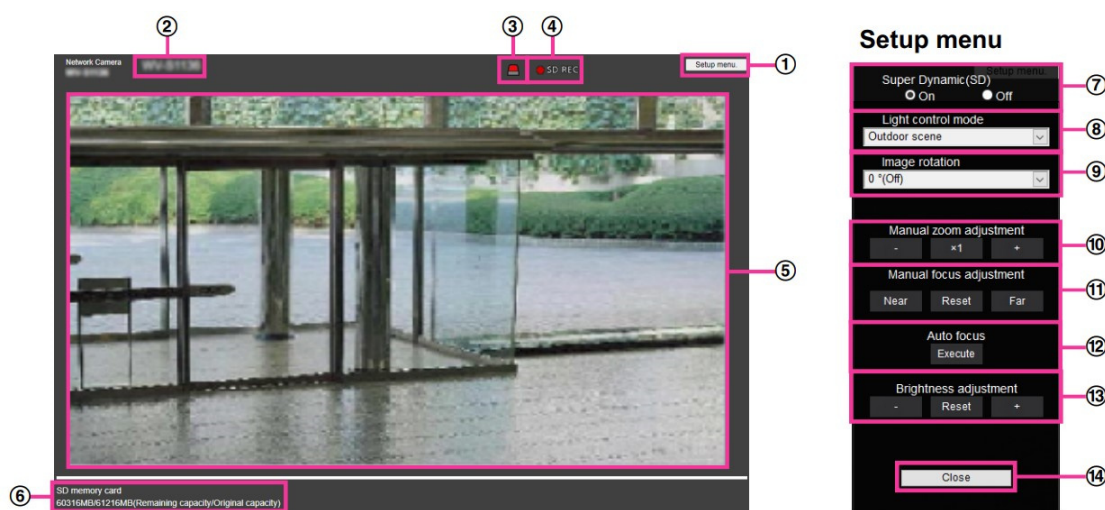 ② ③ ④
Network Camera
SD REC
Setup menu.
①
⑤
SD memory card
60316MB/61216MB(Remaining capacity/Original capacity)
⑥
Setup menu
Setup menu.
Super Dynamic(SD)
On Off
⑦
Light control mode
Outdoor scene
⑧
Image rotation
0 °(Off)
⑨
Manual zoom adjustment
- ×1 +
⑩
Manual focus adjustment
Near Reset Far
⑪
Auto focus
Execute
⑫
Brightness adjustment
- Reset +
⑬
Close
⑭